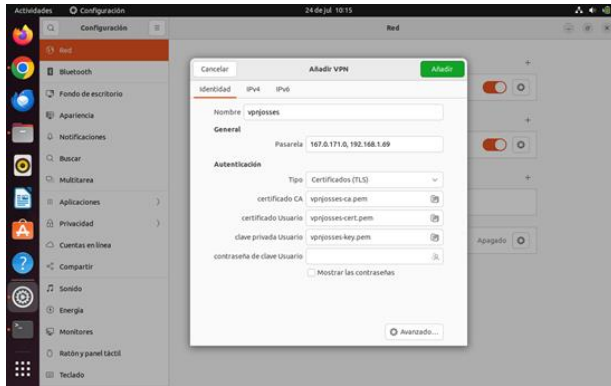 Actividades Configuración 24 de jul 10:15
Configuración Red
Red
Bluetooth
Fondo de escritorio
Apariencia
Notificaciones
Buscar
Multitarea
Aplicaciones
Privacidad
Cuentas en línea
Compartir
Sonido
Energía
Monitores
Ratón y panel táctil
Teclado
Cancelar Añadir VPN Añadir
Identidad IPv4 IPv6
Nombre vpnjosses
General
Pasarela 167.0.171.0, 192.168.1.69
Autenticación
Tipo Certificados (TLS)
certificado CA vpnjosses-ca.pem
certificado Usuario vpnjosses-cert.pem
clave privada Usuario vpnjosses-key.pem
contraseña de clave Usuario
Mostrar las contraseñas
Avanzado...
Apagado